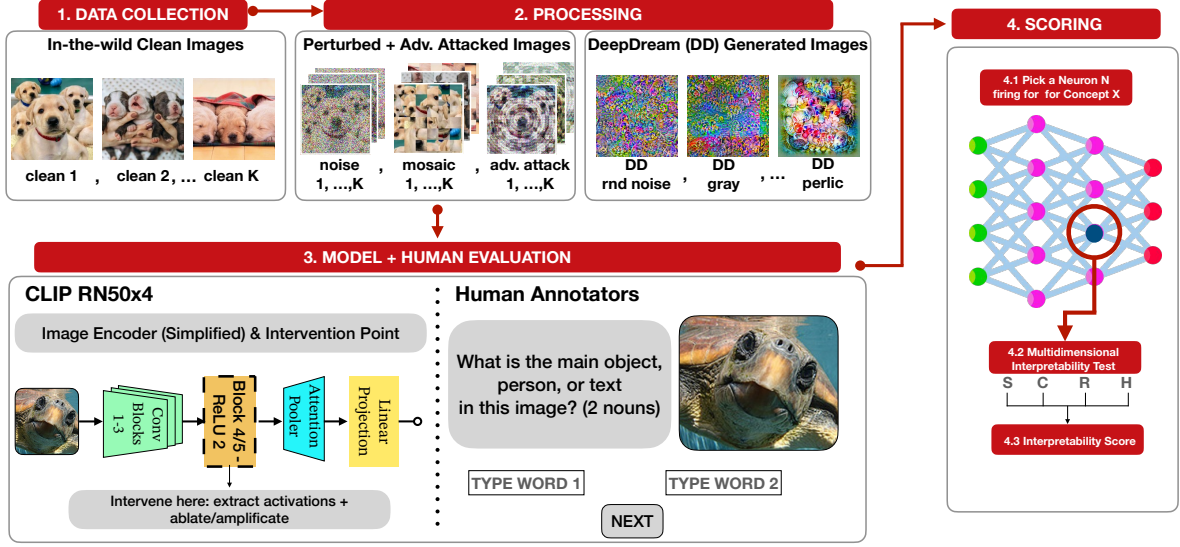 1. DATA COLLECTION
2. PROCESSING
4. SCORING
In-the-wild Clean Images
Perturbed + Adv. Attacked Images
DeepDream (DD) Generated Images
clean 1 , clean 2, ... clean K
noise
1, ...,K
,
mosaic
1, ...,K
,
adv. attack
1, ...,K
DD
rnd noise
,
DD
gray
, ...
DD
perlic
3. MODEL + HUMAN EVALUATION
CLIP RN50x4
Image Encoder (Simplified) & Intervention Point
Conv
Blocks
1-3
Block 4/5 -
ReLU 2
Attention
Pooler
Linear
Projection
Intervene here: extract activations +
ablate/amplificate
Human Annotators
What is the main object,
person, or text
in this image? (2 nouns)
TYPE WORD 1
TYPE WORD 2
NEXT
4.1 Pick a Neuron N
firing for for Concept X
4.2 Multidimensional
Interpretability Test
S C R H
4.3 Interpretability Score